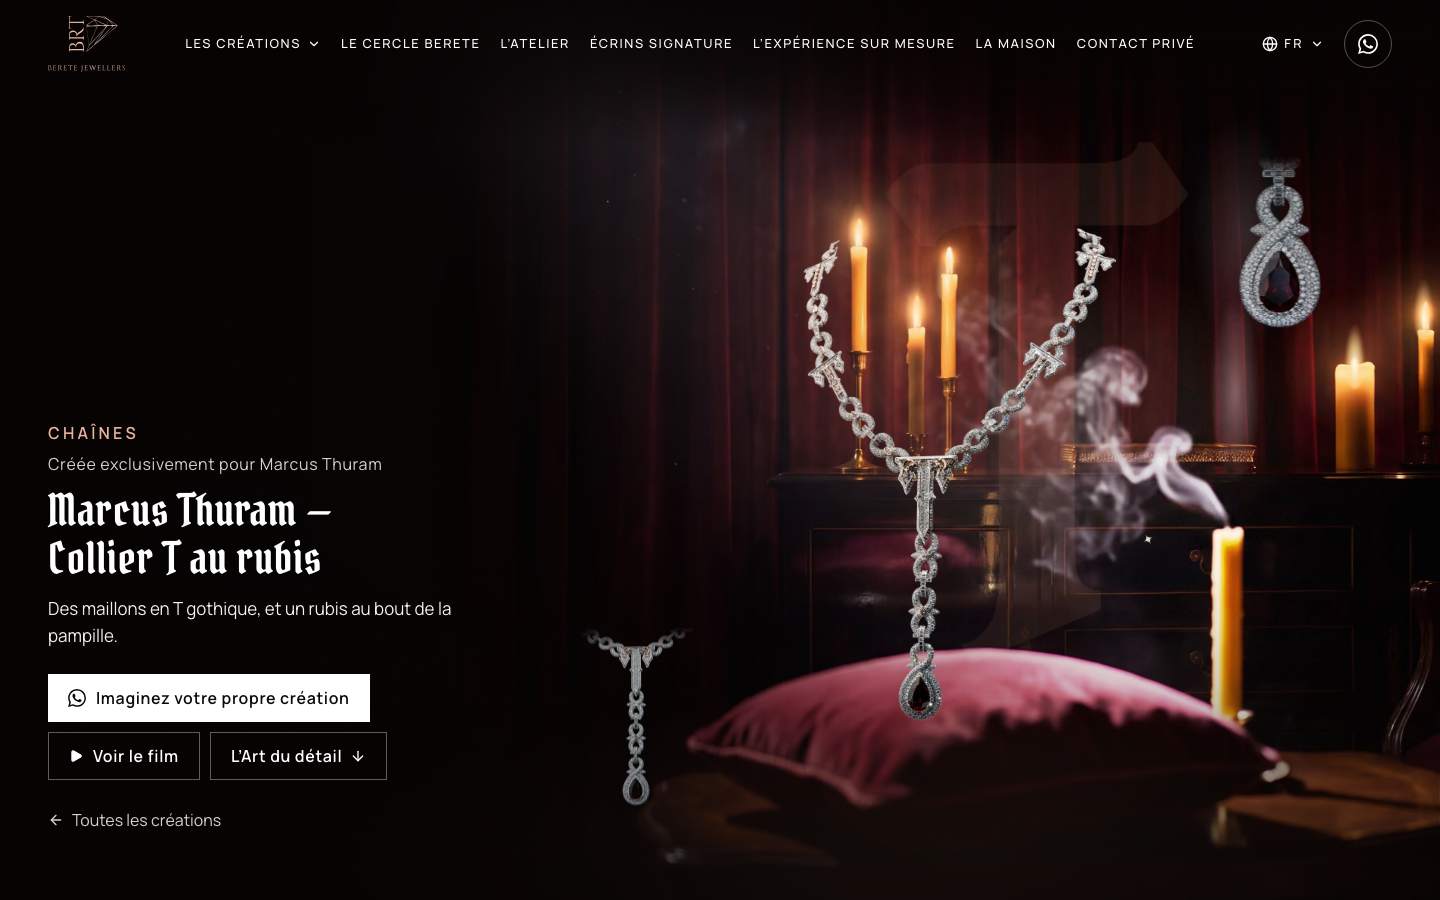 BRT
BERETE JEWELLERS
LES CRÉATIONS
LE CERCLE BERETE
L’ATELIER
ÉCRINS SIGNATURE
L’EXPÉRIENCE SUR MESURE
LA MAISON
CONTACT PRIVÉ
FR
CHAÎNES
Créée exclusivement pour Marcus Thuram
Marcus Thuram —
Collier T au rubis
Des maillons en T gothique, et un rubis au bout de la
pampille.
Imaginez votre propre création
Voir le film
L’Art du détail
Toutes les créations